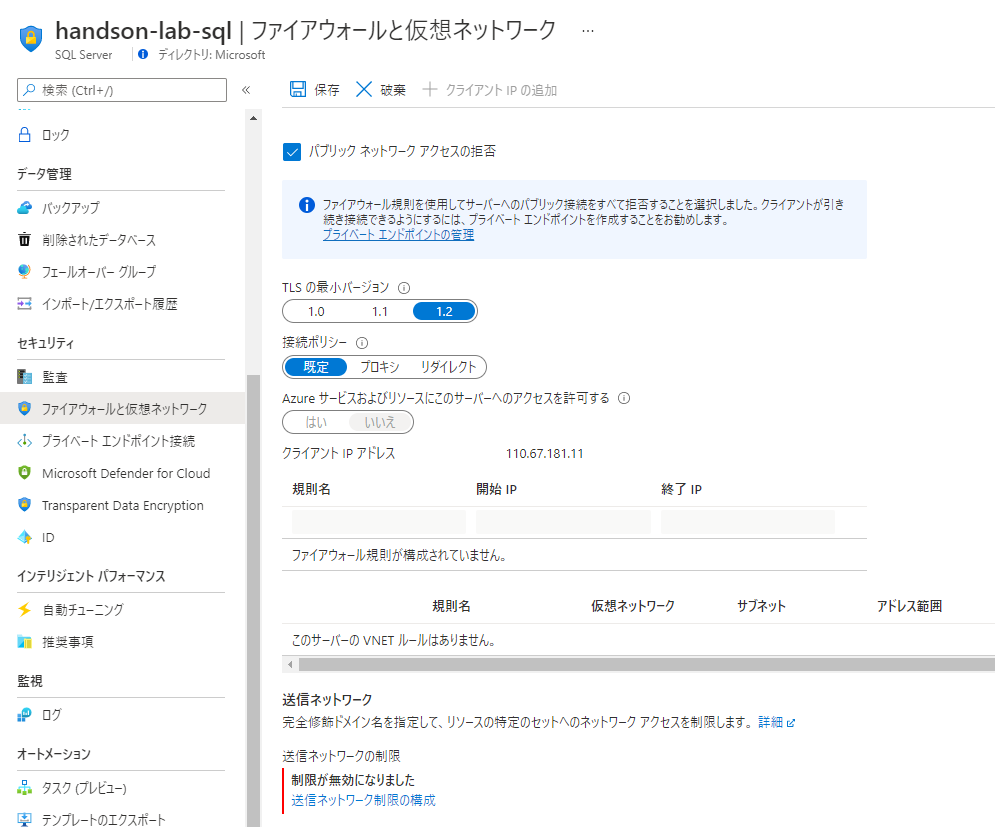 handson-lab-sql | ファイアウォールと仮想ネットワーク ...
SQL Server ディレクトリ: Microsoft
検索 (Ctrl+/)
«
ロック
データ管理
バックアップ
削除されたデータベース
フェールオーバー グループ
インポート/エクスポート履歴
セキュリティ
監査
ファイアウォールと仮想ネットワーク
プライベート エンドポイント接続
Microsoft Defender for Cloud
Transparent Data Encryption
ID
インテリジェント パフォーマンス
自動チューニング
推奨事項
監視
ログ
オートメーション
タスク (プレビュー)
テンプレートのエクスポート
保存 破棄 クライアント IP の追加
パブリック ネットワーク アクセスの拒否
ファイアウォール規則を使用してサーバーへのパブリック接続をすべて拒否することを選択しました。クライアントが引き
続き接続できるようにするには、プライベート エンドポイントを作成することをお勧めします。
プライベート エンドポイントの管理
TLS の最小バージョン
1.0 1.1 1.2
接続ポリシー
既定 プロキシ リダイレクト
Azure サービスおよびリソースにこのサーバーへのアクセスを許可する
はい いいえ
クライアント IP アドレス 110.67.181.11
規則名 開始 IP 終了 IP
ファイアウォール規則が構成されていません。
規則名 仮想ネットワーク サブネット アドレス範囲
このサーバーの VNET ルールはありません。
送信ネットワーク
完全修飾ドメイン名を指定して、リソースの特定のセットへのネットワーク アクセスを制限します。 詳細
送信ネットワークの制限
制限が無効になりました
送信ネットワーク制限の構成